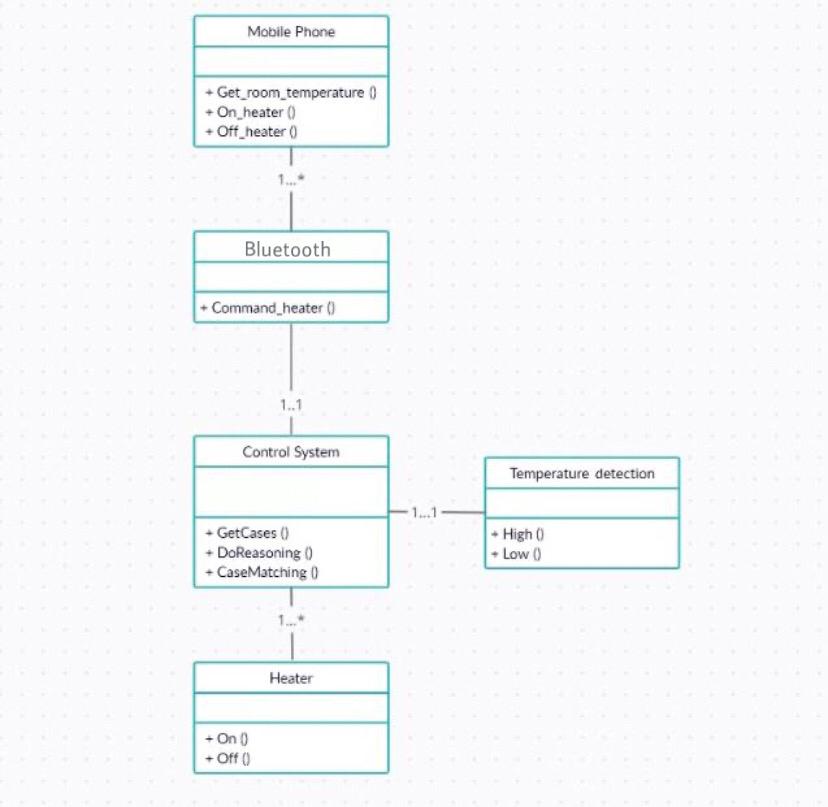 Mobile Phone
+ Get_room_temperature ()
+ On_heater ()
+ Off_heater ()
1...*
Bluetooth
+ Command_heater ()
1..1
Control System
+ GetCases ()
+ DoReasoning ()
+ CaseMatching ()
1...1
Temperature detection
+ High ()
+ Low ()
1...*
Heater
+ On ()
+ Off ()